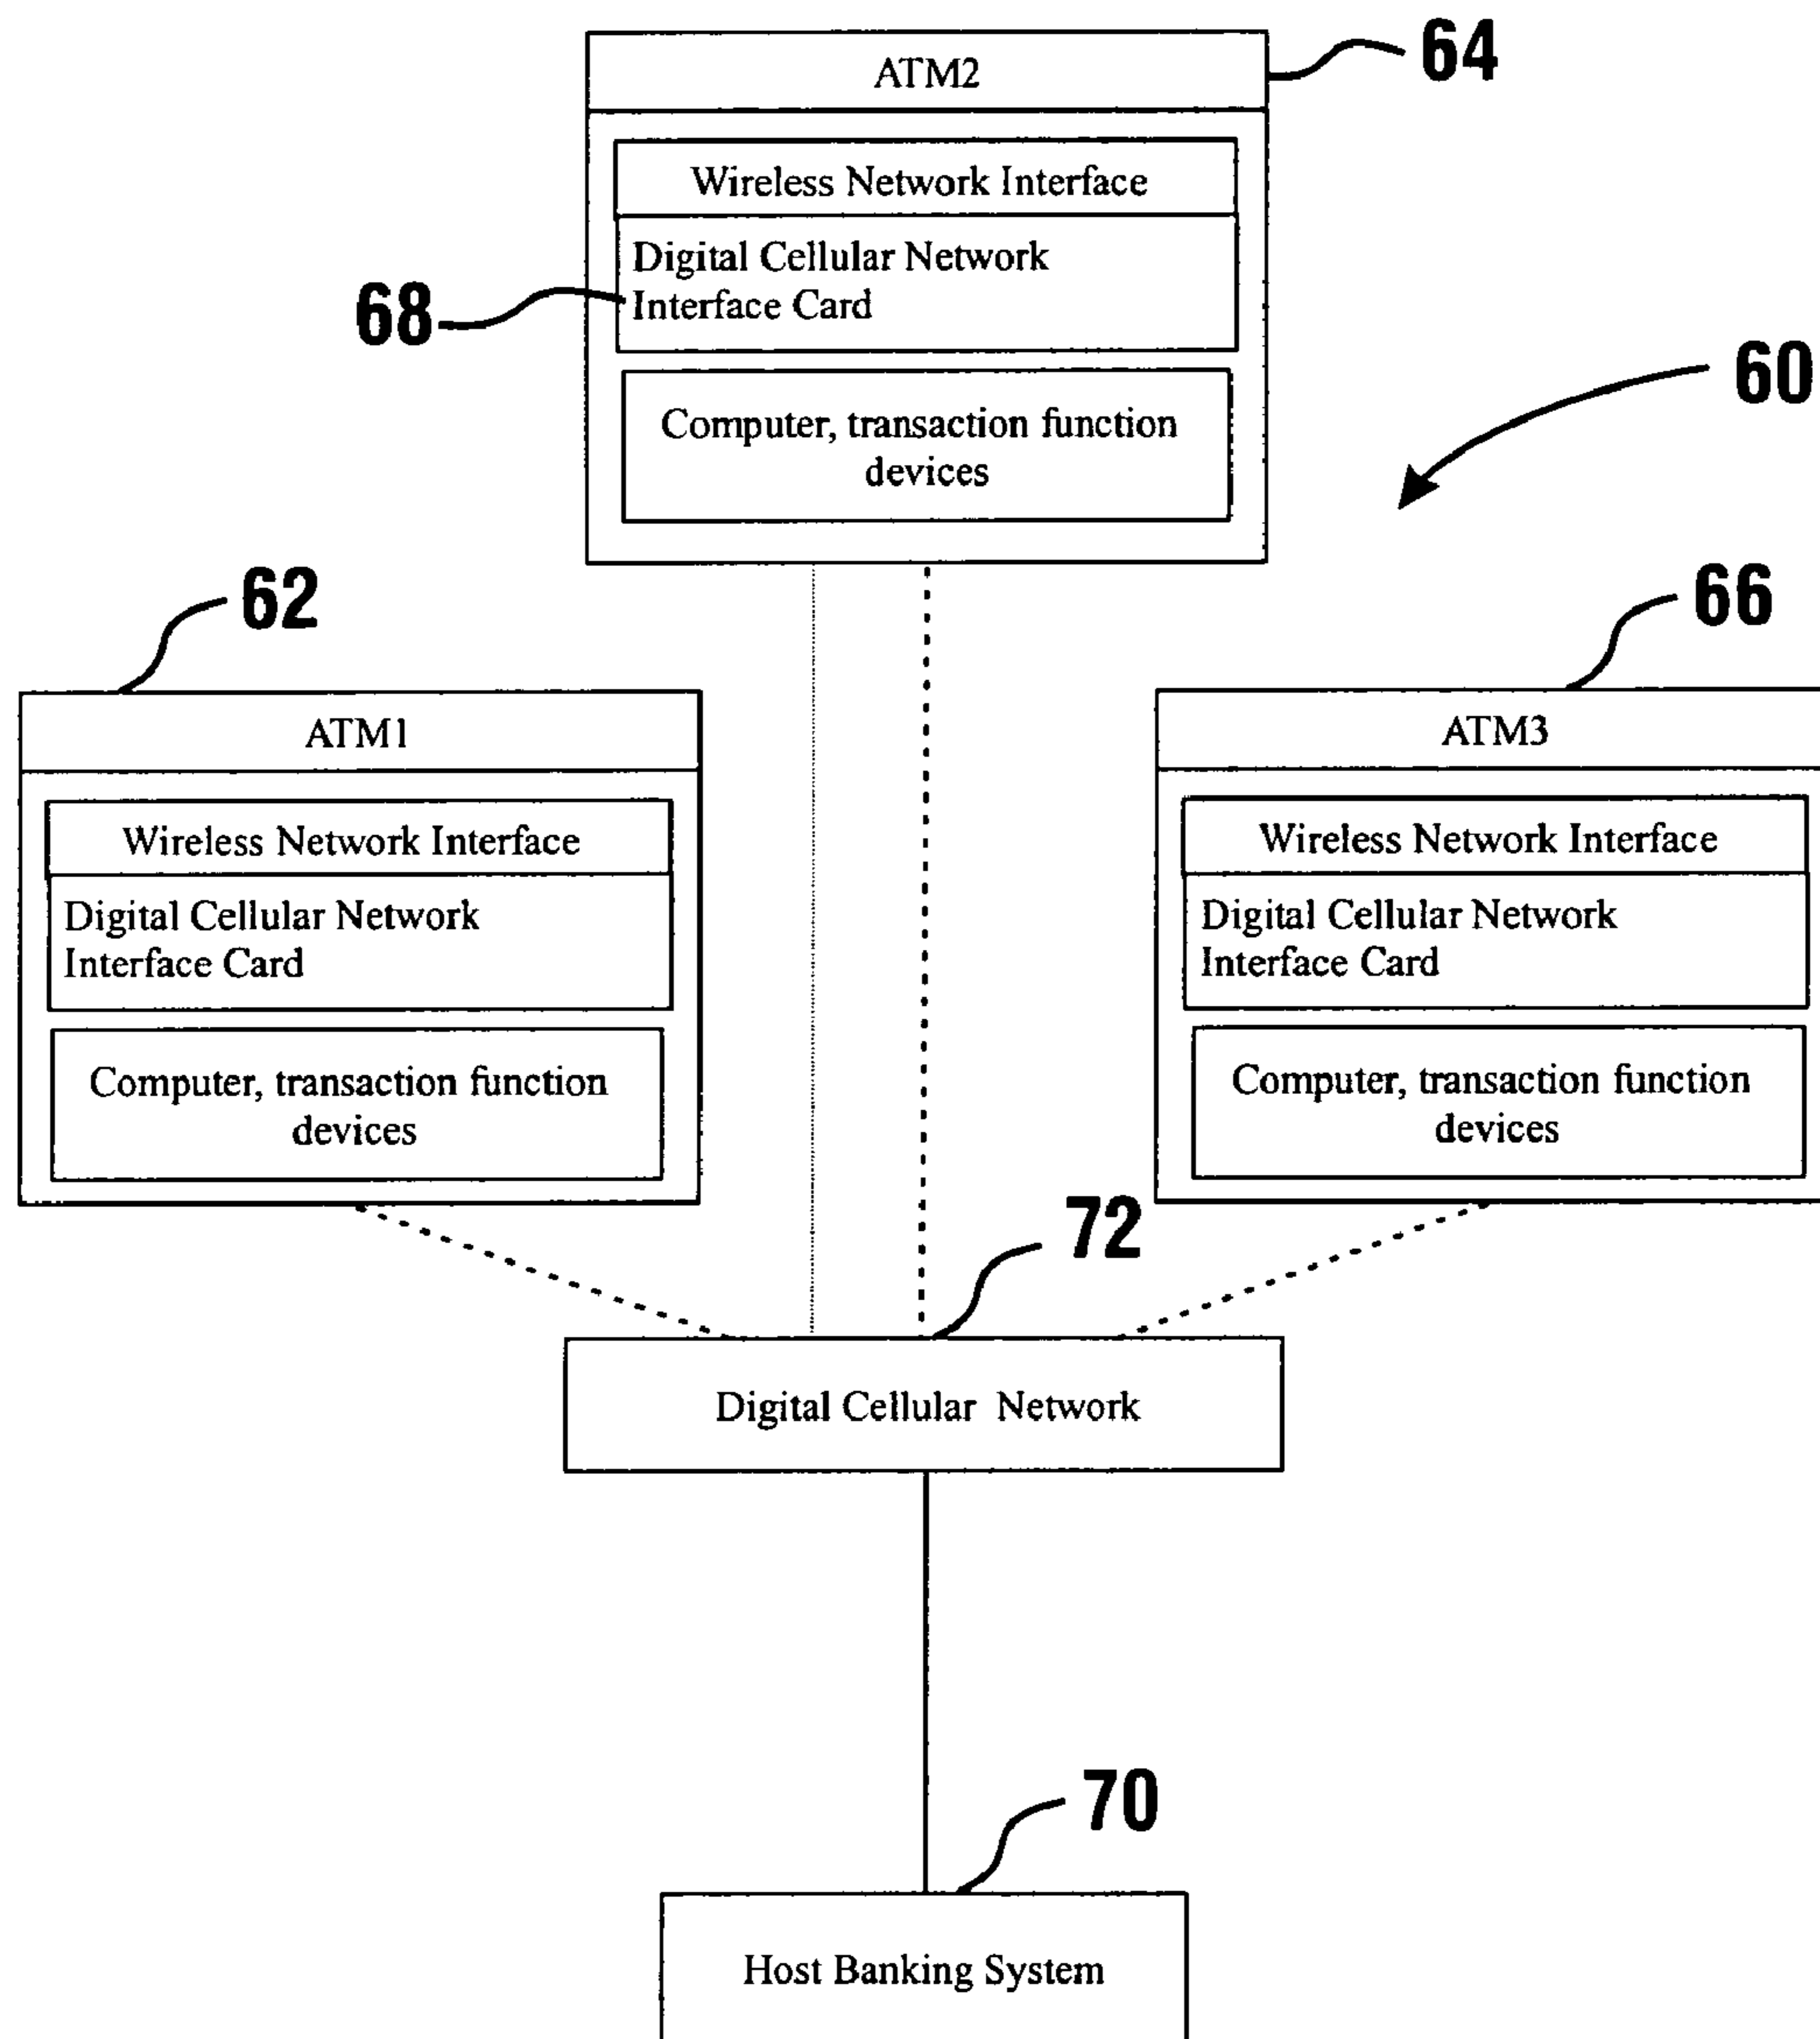 64
ATM2
Wireless Network Interface
Digital Cellular Network
Interface Card
68
60
Computer, transaction function
devices
62
66
ATM1
Wireless Network Interface
Digital Cellular Network
Interface Card
Computer, transaction function
devices
ATM3
Wireless Network Interface
Digital Cellular Network
Interface Card
Computer, transaction function
devices
72
Digital Cellular Network
70
Host Banking System